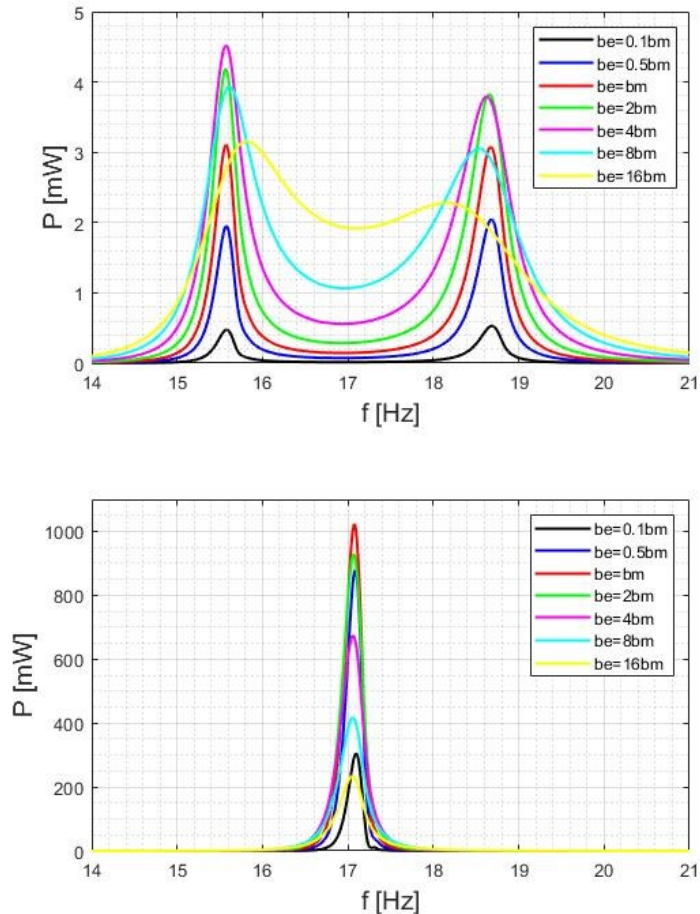 5
4
3
2
1
0
P [mW]
14 15 16 17 18 19 20 21
f [Hz]
be=0.1bm
be=0.5bm
be=bm
be=2bm
be=4bm
be=8bm
be=16bm
1000
800
600
400
200
0
P [mW]
14 15 16 17 18 19 20 21
f [Hz]
be=0.1bm
be=0.5bm
be=bm
be=2bm
be=4bm
be=8bm
be=16bm